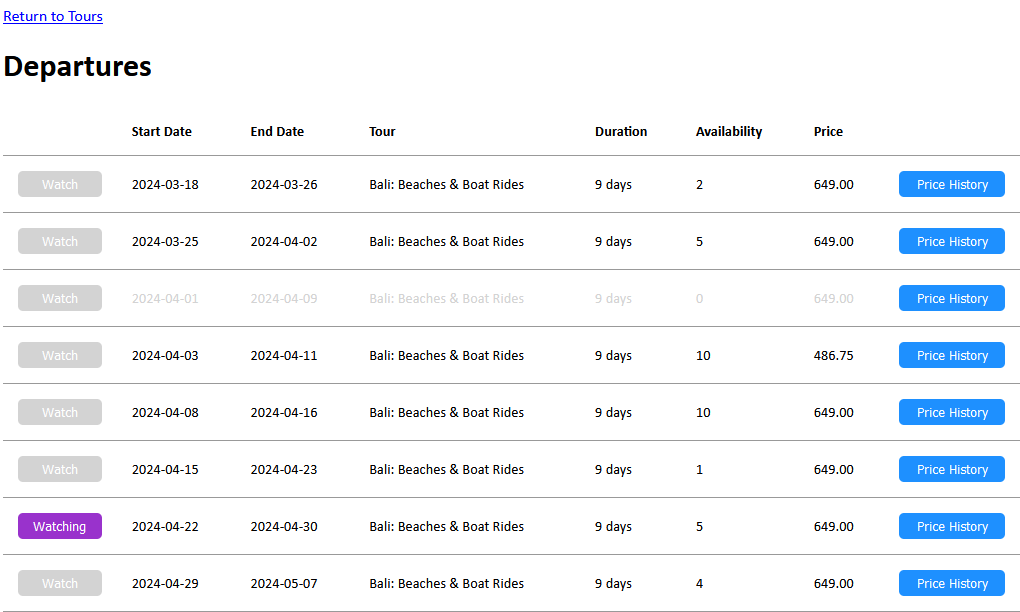 Return to Tours
Departures
Start Date End Date Tour Duration Availability Price
Watch 2024-03-18 2024-03-26 Bali: Beaches & Boat Rides 9 days 2 649.00 Price History
Watch 2024-03-25 2024-04-02 Bali: Beaches & Boat Rides 9 days 5 649.00 Price History
Watch 2024-04-01 2024-04-09 Bali: Beaches & Boat Rides 9 days 0 649.00 Price History
Watch 2024-04-03 2024-04-11 Bali: Beaches & Boat Rides 9 days 10 486.75 Price History
Watch 2024-04-08 2024-04-16 Bali: Beaches & Boat Rides 9 days 10 649.00 Price History
Watch 2024-04-15 2024-04-23 Bali: Beaches & Boat Rides 9 days 1 649.00 Price History
Watching 2024-04-22 2024-04-30 Bali: Beaches & Boat Rides 9 days 5 649.00 Price History
Watch 2024-04-29 2024-05-07 Bali: Beaches & Boat Rides 9 days 4 649.00 Price History